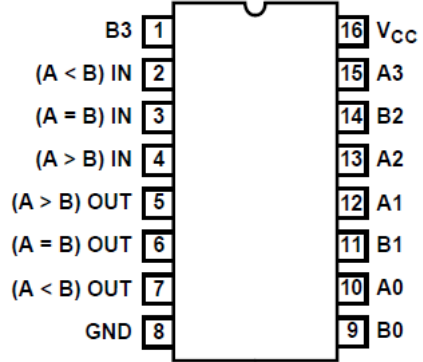 B3 1 16 VCC
(A < B) IN 2 15 A3
(A = B) IN 3 14 B2
(A > B) IN 4 13 A2
(A > B) OUT 5 12 A1
(A = B) OUT 6 11 B1
(A < B) OUT 7 10 A0
GND 8 9 B0